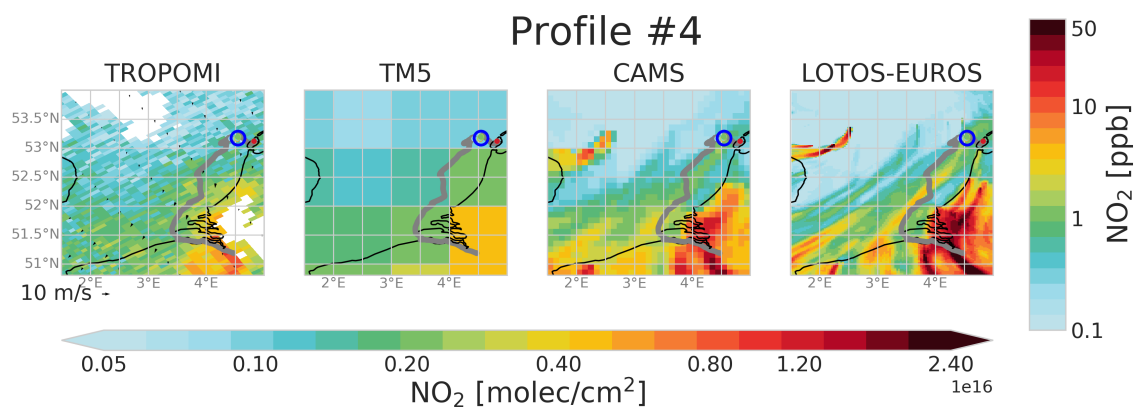 Profile #4
TROPOMI
TM5
CAMS
LOTOS-EUROS
53.5°N
53°N
52.5°N
52°N
51.5°N
51°N
2°E 3°E 4°E
2°E 3°E 4°E
2°E 3°E 4°E
2°E 3°E 4°E
10 m/s
50
10
1
0.1
NO₂ [ppb]
0.05 0.10 0.20 0.40 0.80 1.20 2.40
1e16
NO₂ [molec/cm²]